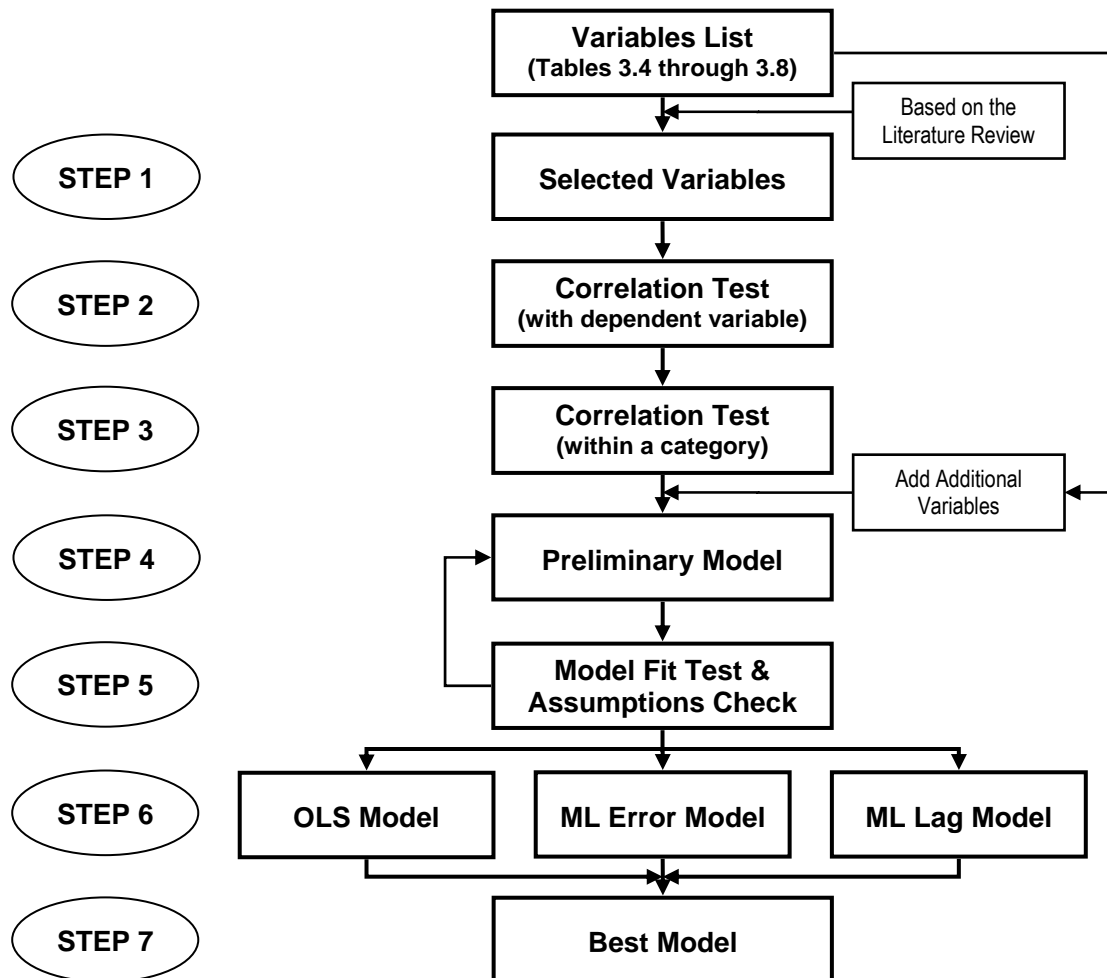 Variables List
(Tables 3.4 through 3.8)
Based on the
Literature Review
STEP 1
Selected Variables
STEP 2
Correlation Test
(with dependent variable)
STEP 3
Correlation Test
(within a category)
Add Additional
Variables
STEP 4
Preliminary Model
STEP 5
Model Fit Test &
Assumptions Check
STEP 6
OLS Model
ML Error Model
ML Lag Model
STEP 7
Best Model